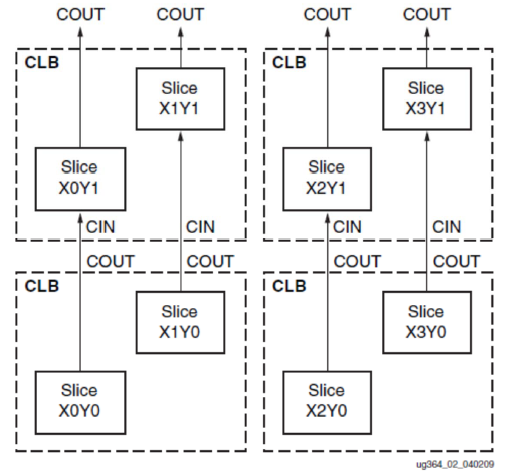 COUT COUT COUT COUT
CLB CLB
Slice
X1Y1
Slice
X3Y1
Slice
X0Y1
Slice
X2Y1
CIN CIN CIN CIN
COUT COUT COUT COUT
CLB CLB
Slice
X1Y0
Slice
X3Y0
Slice
X0Y0
Slice
X2Y0
ug364_02_040209